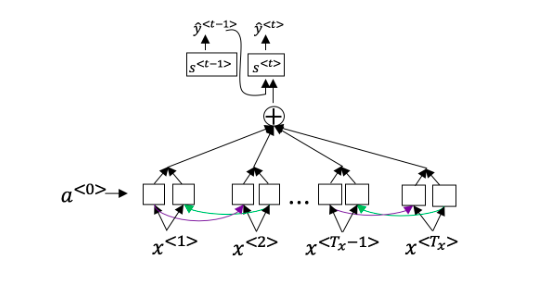 ŷ<t−1> ŷ<t>
s<t−1> s<t>
+
a<0>
...
x<1> x<2> x<Tₓ−1> x<Tₓ>